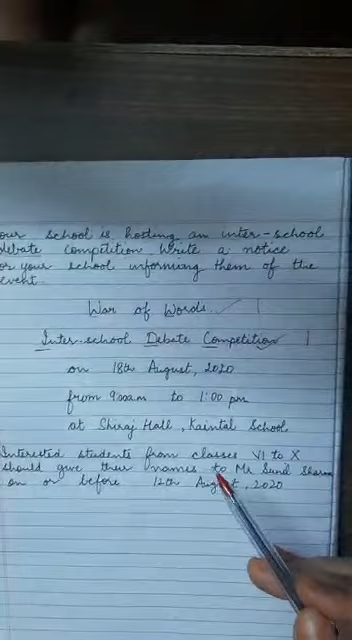 our school is hosting an inter-school
debate competition Write a notice
or your school informing them of the
event.
War of Words.
Inter-school Debate Competition
on 18th August, 2020
from 9:00am to 1:00 pm
at Shiraj Hall, Kaintal School
Interested students from classes VI to X
should give their names to Mr Sunil Sharma
on or before 12th August, 2020